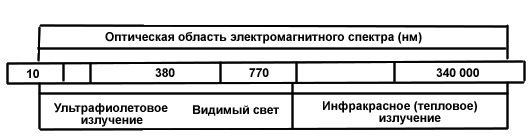 Оптическая область электромагнитного спектра (нм)
10 380 770 340 000
Ультрафиолетовое Видимый свет Инфракрасное (тепловое)
излучение излучение